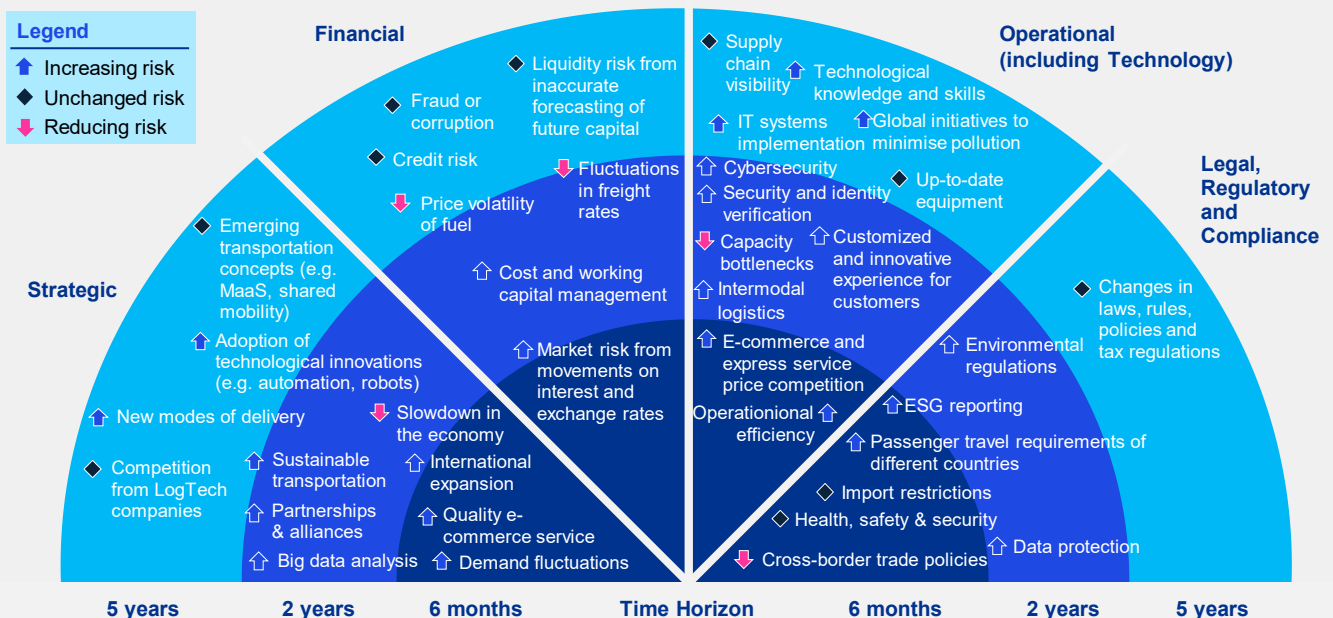 Legend
Increasing risk
Unchanged risk
Reducing risk
Financial
Liquidity risk from
inaccurate
forecasting of
future capital
Fraud or
corruption
Credit risk
Fluctuations
in freight
rates
Price volatility
of fuel
Cost and working
capital management
Market risk from
movements on
interest and
exchange rates
Operational
(including Technology)
Supply
chain
visibility
Technological
knowledge and skills
IT systems
implementation
Global initiatives to
minimise pollution
Cybersecurity
Security and identity
verification
Up-to-date
equipment
Capacity
bottlenecks
Customized
and innovative
experience for
customers
Intermodal
logistics
E-commerce and
express service
price competition
Operationional
efficiency
Strategic
Emerging
transportation
concepts (e.g.
MaaS, shared
mobility)
Adoption of
technological innovations
(e.g. automation, robots)
New modes of delivery
Competition
from LogTech
companies
Slowdown in
the economy
Sustainable
transportation
International
expansion
Partnerships
& alliances
Quality e-
commerce service
Big data analysis
Demand fluctuations
Legal,
Regulatory
and
Compliance
Changes in
laws, rules,
policies and
tax regulations
Environmental
regulations
ESG reporting
Passenger travel requirements of
different countries
Import restrictions
Health, safety & security
Data protection
Cross-border trade policies
5 years
2 years
6 months
Time Horizon
6 months
2 years
5 years